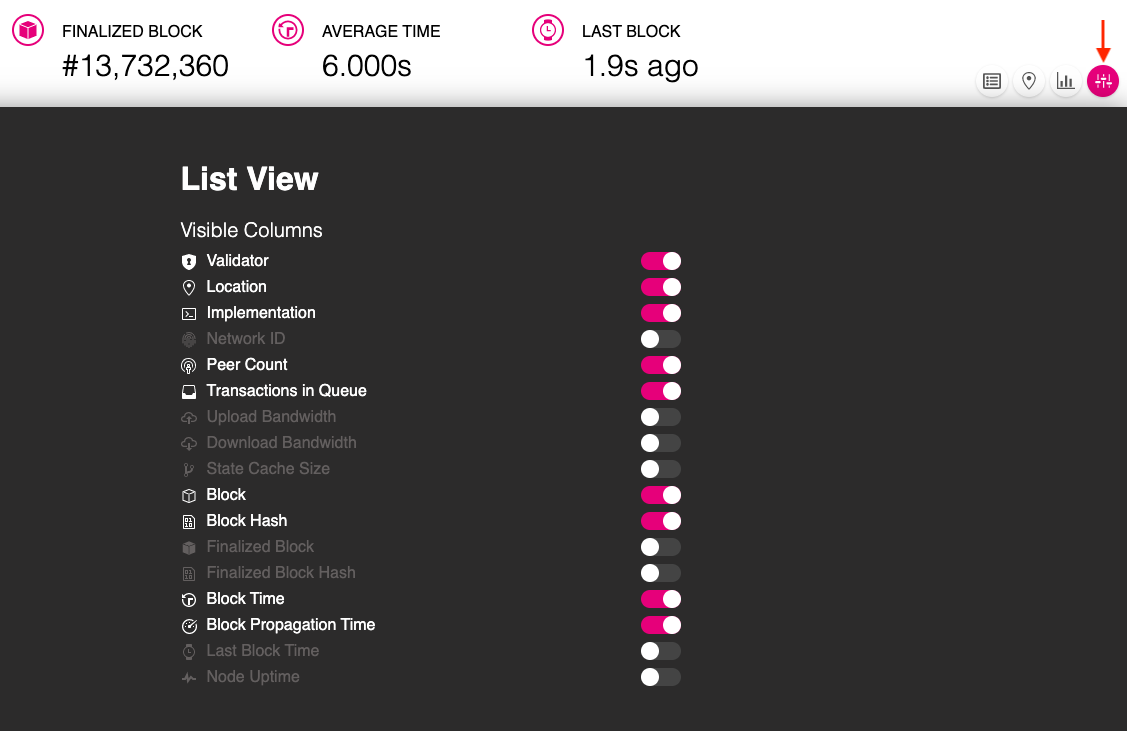 FINALIZED BLOCK
#13,732,360
AVERAGE TIME
6.000s
LAST BLOCK
1.9s ago
List View
Visible Columns
Validator
Location
Implementation
Network ID
Peer Count
Transactions in Queue
Upload Bandwidth
Download Bandwidth
State Cache Size
Block
Block Hash
Finalized Block
Finalized Block Hash
Block Time
Block Propagation Time
Last Block Time
Node Uptime